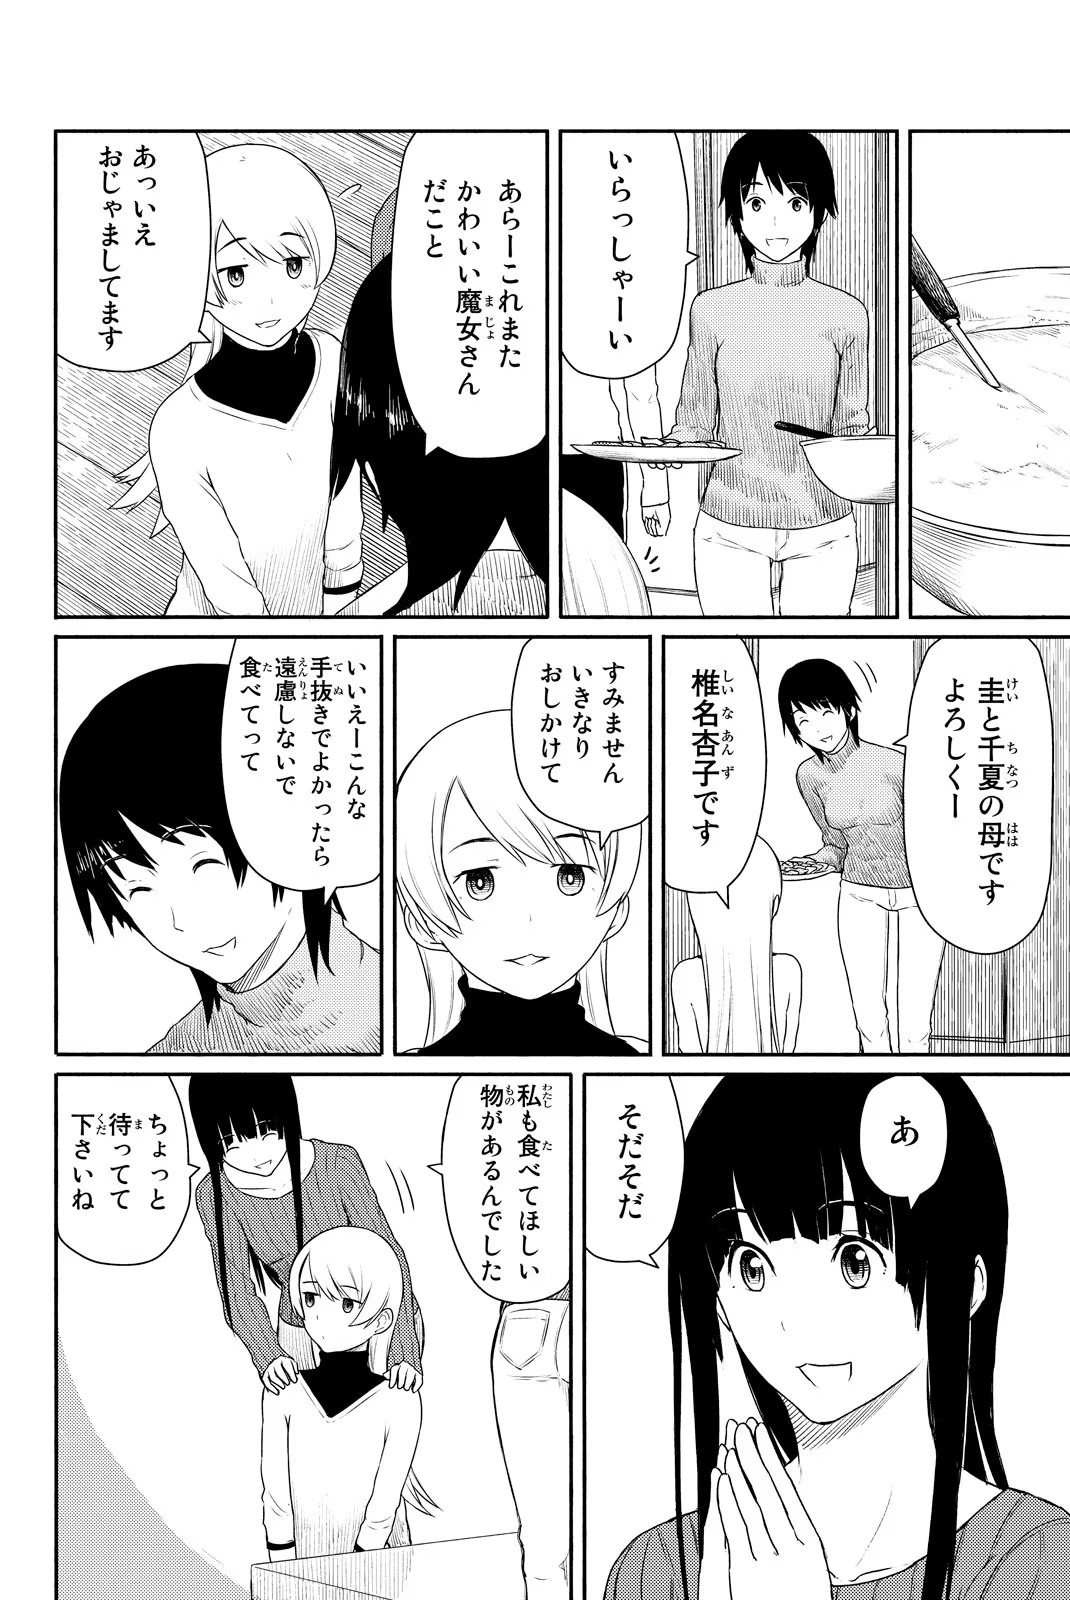 いらっしゃーい
あらーこれまた
かわいい魔女さん
だこと
あっいえ
おじゃましてます
圭と千夏の母です
よろしくー
椎名杏子です
すみません
いきなり
おしかけて
いいえーこんな
手抜きでよかったら
遠慮しないで
食べてって
あ
そだそだ
私も食べてほしい
物があるんでした
ちょっと
待ってて
下さいね